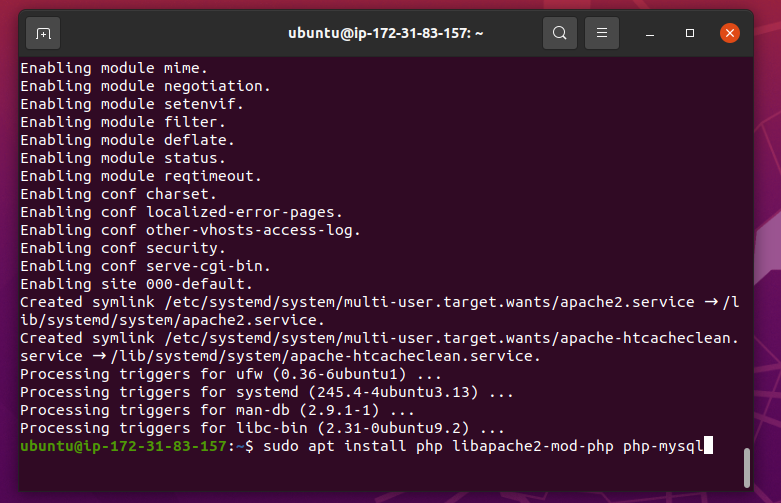 ubuntu@ip-172-31-83-157: ~
Enabling module mime.
Enabling module negotiation.
Enabling module setenvif.
Enabling module filter.
Enabling module deflate.
Enabling module status.
Enabling module reqtimeout.
Enabling conf charset.
Enabling conf localized-error-pages.
Enabling conf other-vhosts-access-log.
Enabling conf security.
Enabling conf serve-cgi-bin.
Enabling site 000-default.
Created symlink /etc/systemd/system/multi-user.target.wants/apache2.service → /l
ib/systemd/system/apache2.service.
Created symlink /etc/systemd/system/multi-user.target.wants/apache-htcacheclean.
service → /lib/systemd/system/apache-htcacheclean.service.
Processing triggers for ufw (0.36-6ubuntu1) ...
Processing triggers for systemd (245.4-4ubuntu3.13) ...
Processing triggers for man-db (2.9.1-1) ...
Processing triggers for libc-bin (2.31-0ubuntu9.2) ...
ubuntu@ip-172-31-83-157:~$ sudo apt install php libapache2-mod-php php-mysql